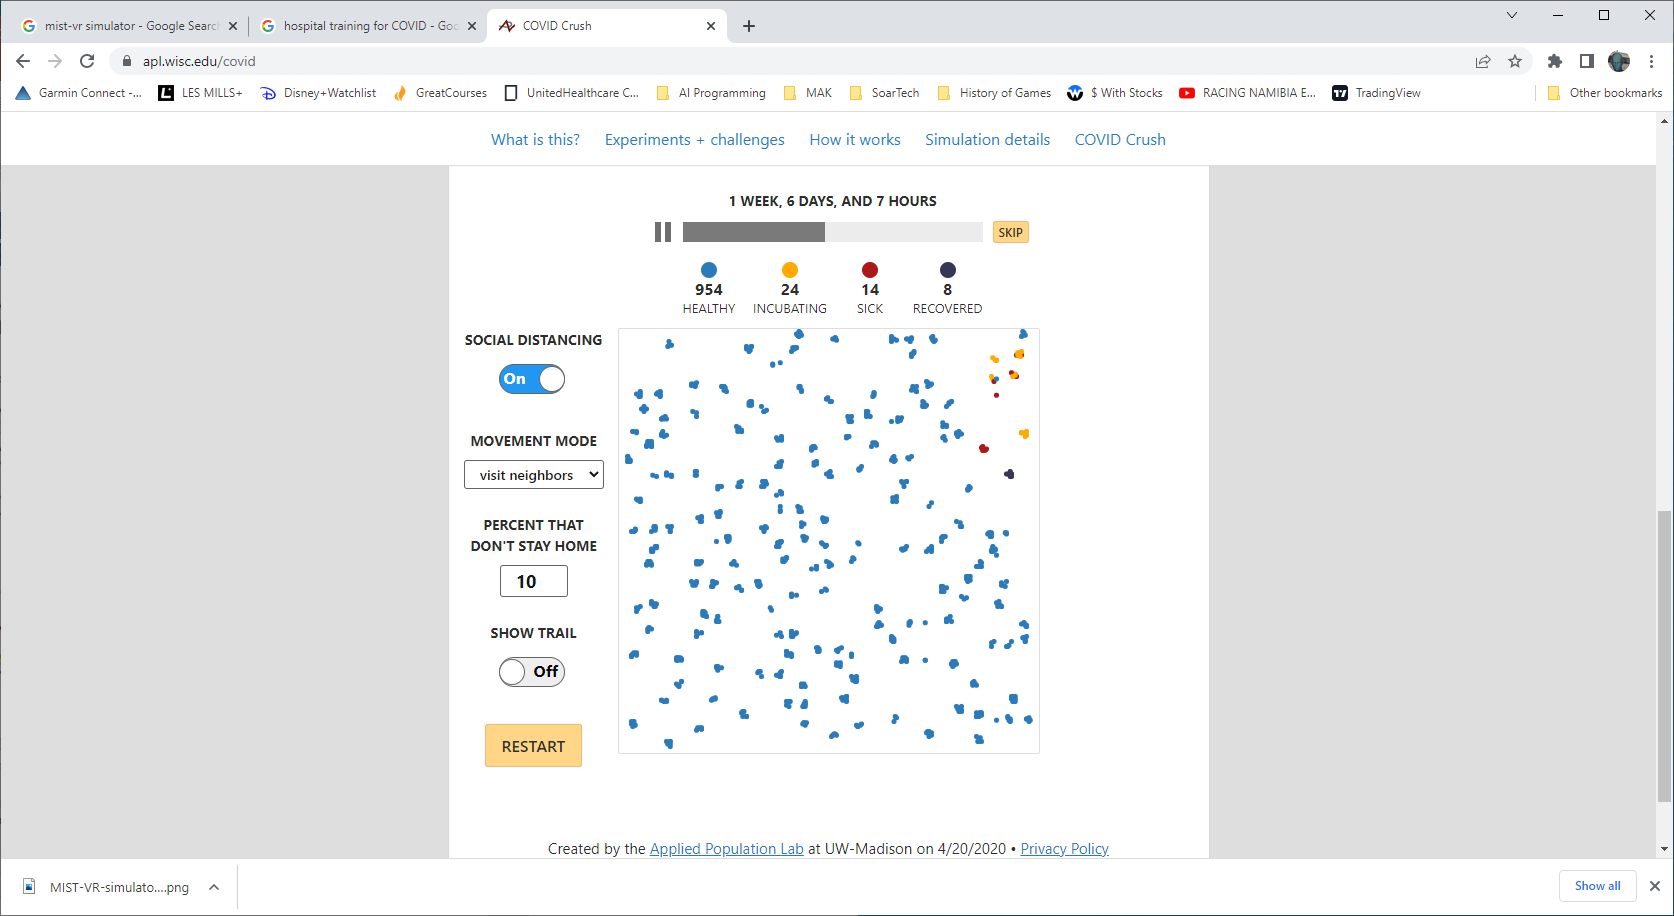 mist-vr simulator - Google Search
hospital training for COVID - Goo
COVID Crush
apl.wisc.edu/covid
Garmin Connect -... LES MILLS+ Disney+Watchlist GreatCourses UnitedHealthcare C... AI Programming MAK SoarTech History of Games $ With Stocks RACING NAMIBIA E... TradingView Other bookmarks
What is this? Experiments + challenges How it works Simulation details COVID Crush
1 WEEK, 6 DAYS, AND 7 HOURS
SKIP
954 24 14 8
HEALTHY INCUBATING SICK RECOVERED
SOCIAL DISTANCING
On
MOVEMENT MODE
visit neighbors
PERCENT THAT
DON'T STAY HOME
10
SHOW TRAIL
Off
RESTART
Created by the Applied Population Lab at UW-Madison on 4/20/2020 • Privacy Policy
MIST-VR-simulato....png
Show all